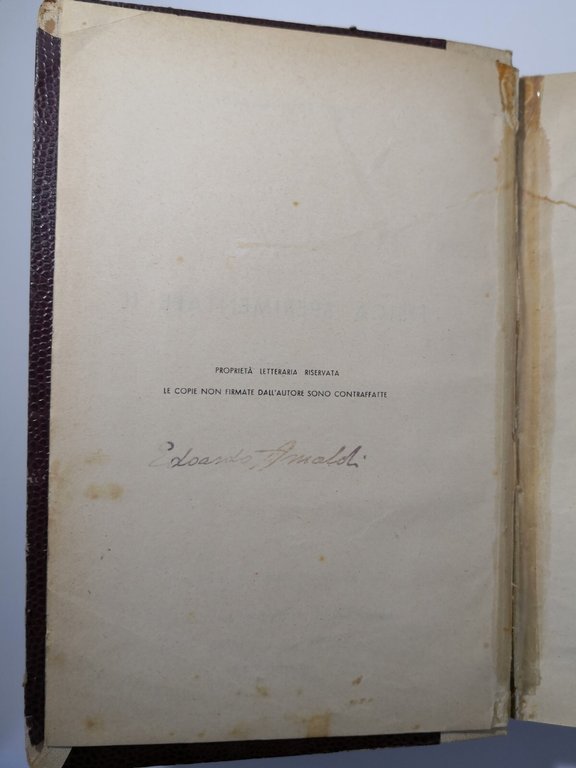 PROPRIETÀ LETTERARIA RISERVATA
LE COPIE NON FIRMATE DALL'AUTORE SONO CONTRAFFATTE
Edoardo Amaldi